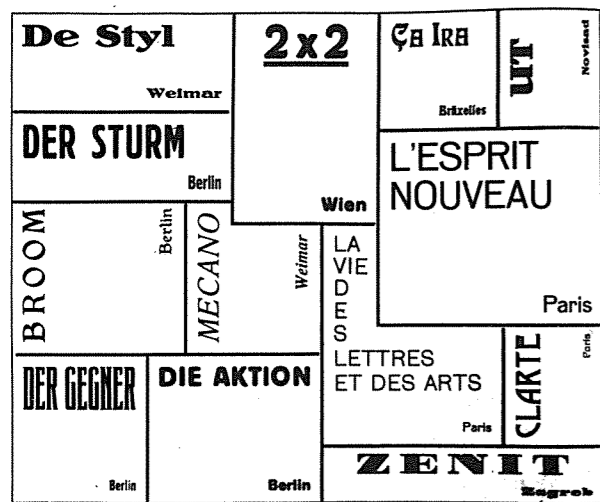 De Styl
Weimar
2x2
Wien
Ça Ira
Brüxelles
UT
Novisad
DER STURM
Berlin
L'ESPRIT
NOUVEAU
Paris
BROOM
Berlin
MECANO
Weimar
LA
VIE
D
E
S
LETTRES
ET DES ARTS
Paris
CLARTE
Paris
DER GEGNER
Berlin
DIE AKTION
Berlin
ZENIT
Zagreb